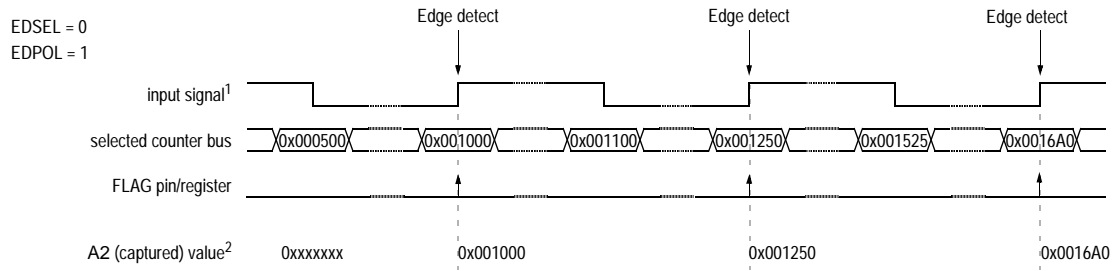 EDSEL = 0
EDPOL = 1
Edge detect Edge detect Edge detect
input signal1
selected counter bus 0x000500 0x001000 0x001100 0x001250 0x001525 0x0016A0
FLAG pin/register
A2 (captured) value2 0xxxxxxx 0x001000 0x001250 0x0016A0